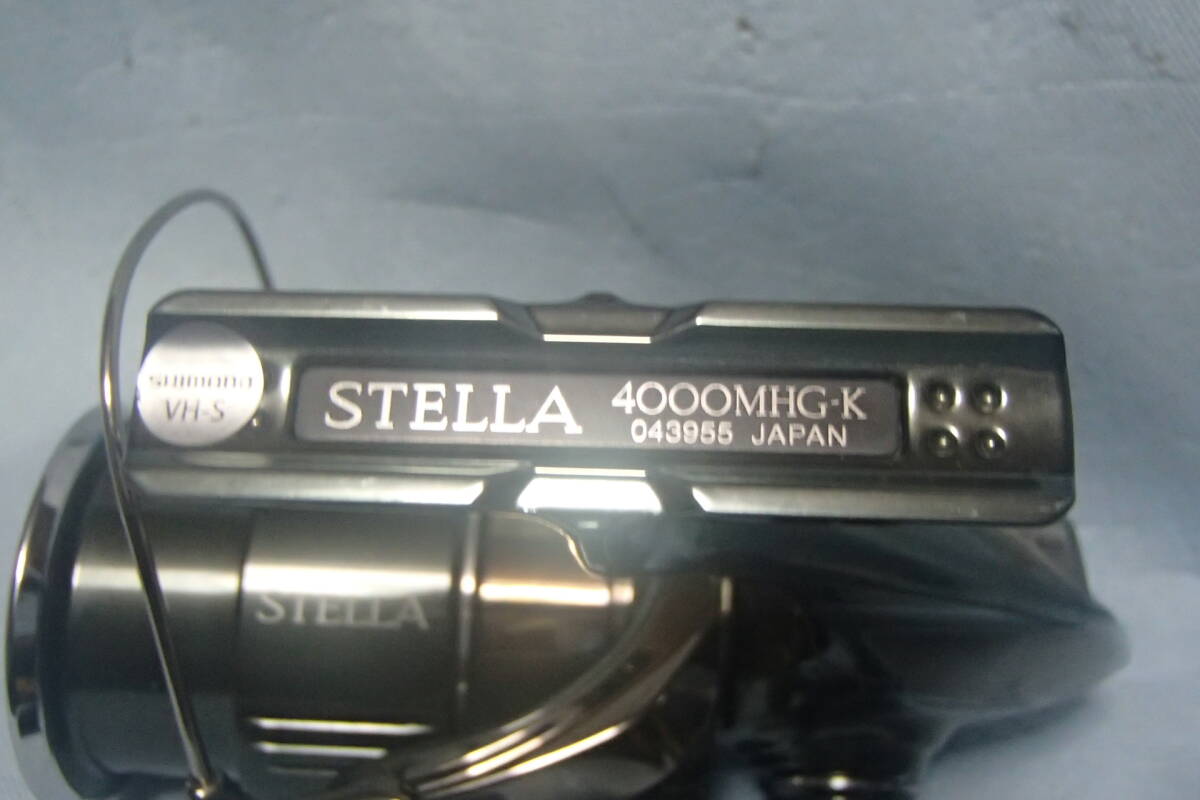 SHIMANO
VH-S
STELLA 4000MHG-K
043955 JAPAN
STELLA